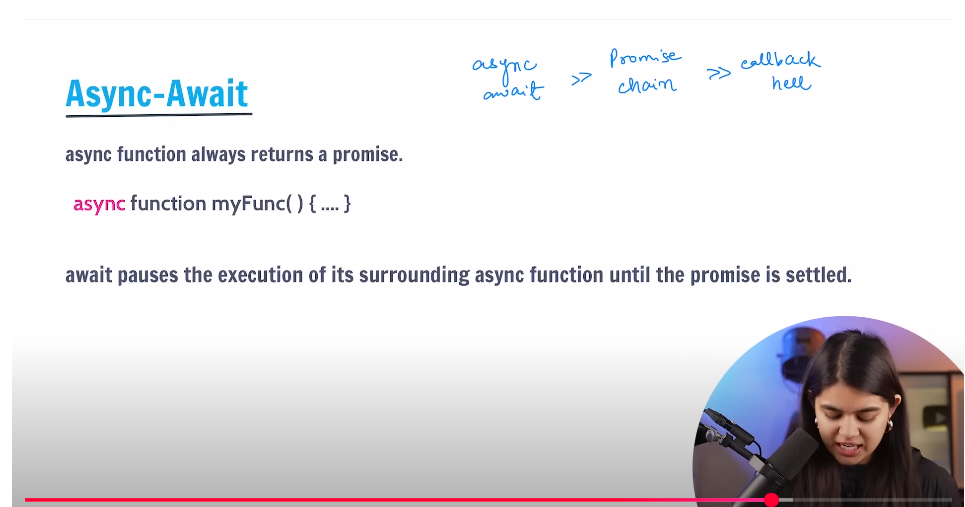 async Promise callback
await >> chain >> hell
Async-Await
async function always returns a promise.
async function myFunc( ) { .... }
await pauses the execution of its surrounding async function until the promise is settled.